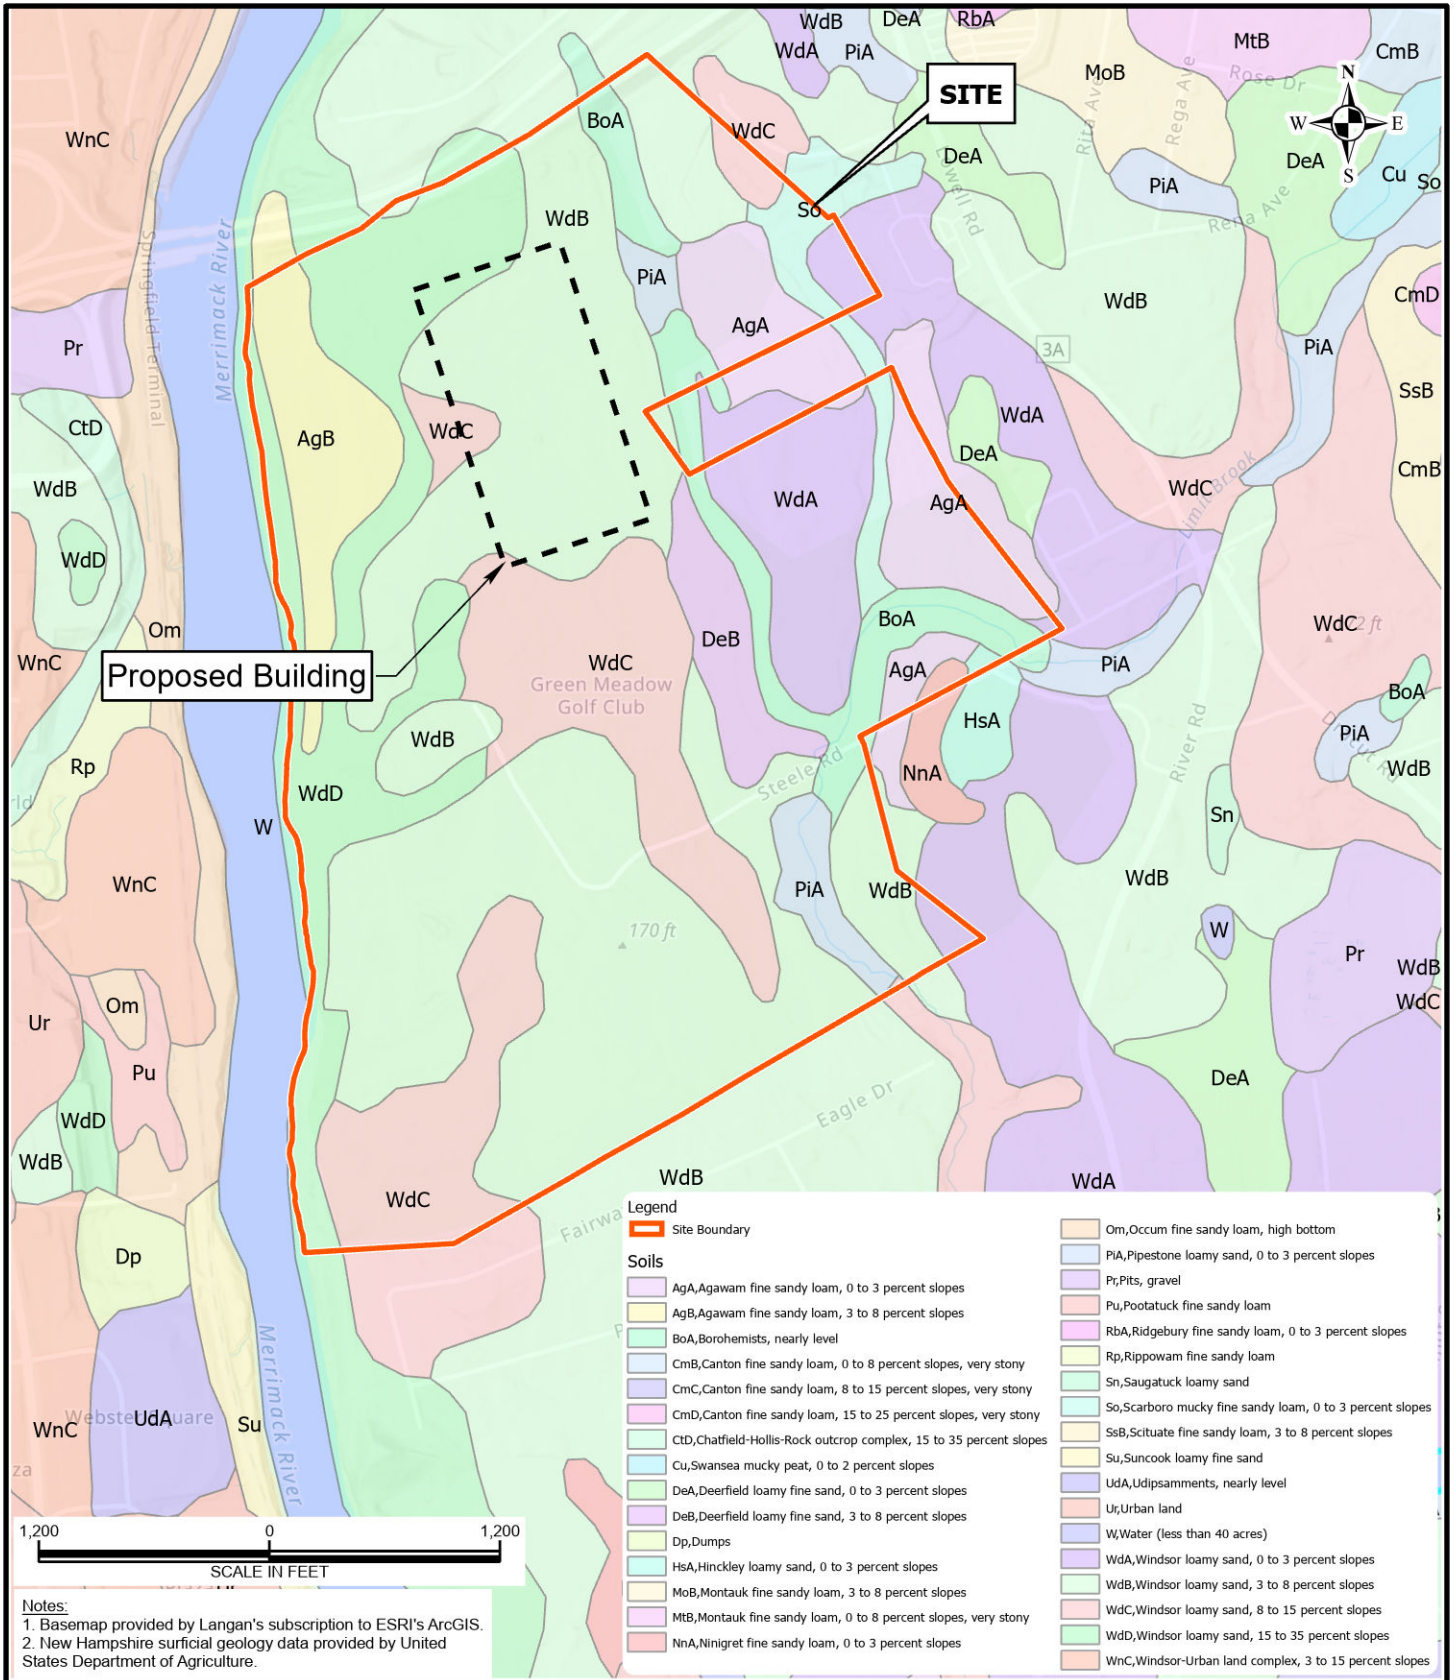 WdB
DeA
RbA
WdA
PiA
MtB
CmB
MoB
Rose Dr
N
W
E
S
SITE
WnC
BoA
WdC
Rita Ave
Rega Ave
DeA
DeA
Cu
So
PiA
So
WdB
Rena Ave
Springfield Terminal
Merrimack River
PiA
WdB
CmD
AgA
Pr
3A
PiA
SsB
CtD
AgB
WdC
WdA
DeA
CmB
WdB
WdA
AgA
WdC
Limit Brook
WdD
Om
BoA
WdC
DeB
WnC
Proposed Building
WdC
Green Meadow
Golf Club
AgA
PiA
BoA
HsA
PiA
River Rd
WdB
Rp
NnA
WdB
Steele Rd
WdD
W
Sn
WnC
PiA
WdB
WdB
170 ft
W
Pr
WdB
WdC
Om
Ur
Pu
DeA
WdD
Eagle Dr
WdB
WdB
WdA
WdC
Dp
WnC
UdA
Webster Square
Su
Merrimack River
Legend
Site Boundary
Soils
AgA,Agawam fine sandy loam, 0 to 3 percent slopes
AgB,Agawam fine sandy loam, 3 to 8 percent slopes
BoA,Borohemists, nearly level
CmB,Canton fine sandy loam, 0 to 8 percent slopes, very stony
CmC,Canton fine sandy loam, 8 to 15 percent slopes, very stony
CmD,Canton fine sandy loam, 15 to 25 percent slopes, very stony
CtD,Chatfield-Hollis-Rock outcrop complex, 15 to 35 percent slopes
Cu,Swansea mucky peat, 0 to 2 percent slopes
DeA,Deerfield loamy fine sand, 0 to 3 percent slopes
DeB,Deerfield loamy fine sand, 3 to 8 percent slopes
Dp,Dumps
HsA,Hinckley loamy sand, 0 to 3 percent slopes
MoB,Montauk fine sandy loam, 3 to 8 percent slopes
MtB,Montauk fine sandy loam, 0 to 8 percent slopes, very stony
NnA,Ninigret fine sandy loam, 0 to 3 percent slopes
Om,Occum fine sandy loam, high bottom
PiA,Pipestone loamy sand, 0 to 3 percent slopes
Pr,Pits, gravel
Pu,Pootatuck fine sandy loam
RbA,Ridgebury fine sandy loam, 0 to 3 percent slopes
Rp,Rippowam fine sandy loam
Sn,Saugatuck loamy sand
So,Scarboro mucky fine sandy loam, 0 to 3 percent slopes
SsB,Scituate fine sandy loam, 3 to 8 percent slopes
Su,Suncook loamy fine sand
UdA,Udipsamments, nearly level
Ur,Urban land
W,Water (less than 40 acres)
WdA,Windsor loamy sand, 0 to 3 percent slopes
WdB,Windsor loamy sand, 3 to 8 percent slopes
WdC,Windsor loamy sand, 8 to 15 percent slopes
WdD,Windsor loamy sand, 15 to 35 percent slopes
WnC,Windsor-Urban land complex, 3 to 15 percent slopes
1,200
0
1,200
SCALE IN FEET
Notes:
1. Basemap provided by Langan's subscription to ESRI's ArcGIS.
2. New Hampshire surficial geology data provided by United
States Department of Agriculture.